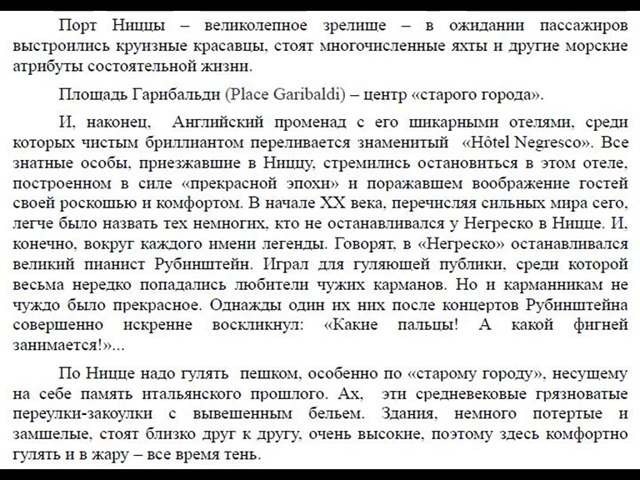 Порт Ниццы – великолепное зрелище – в ожидании пассажиров
выстроились круизные красавцы, стоят многочисленные яхты и другие морские
атрибуты состоятельной жизни.
Площадь Гарибальди (Place Garibaldi) – центр «старого города».
И, наконец, Английский променад с его шикарными отелями, среди
которых чистым бриллиантом переливается знаменитый «Hôtel Negresco». Все
знатные особы, приезжавшие в Ниццу, стремились остановиться в этом отеле,
построенном в силе «прекрасной эпохи» и поражавшем воображение гостей
своей роскошью и комфортом. В начале XX века, перечисляя сильных мира сего,
легче было назвать тех немногих, кто не останавливался у Негреско в Ницце. И,
конечно, вокруг каждого имени легенды. Говорят, в «Негреско» останавливался
великий пианист Рубинштейн. Играл для гуляющей публики, среди которой
весьма нередко попадались любители чужих карманов. Но и карманникам не
чуждо было прекрасное. Однажды один их них после концертов Рубинштейна
совершенно искренне воскликнул: «Какие пальцы! А какой фигней
занимается!»...
По Ницце надо гулять пешком, особенно по «старому городу», несущему
на себе память итальянского прошлого. Ах, эти средневековые грязноватые
переулки-закоулки с вывешенным бельем. Здания, немного потертые и
замшелые, стоят близко друг к другу, очень высокие, поэтому здесь комфортно
гулять и в жару – все время тень.